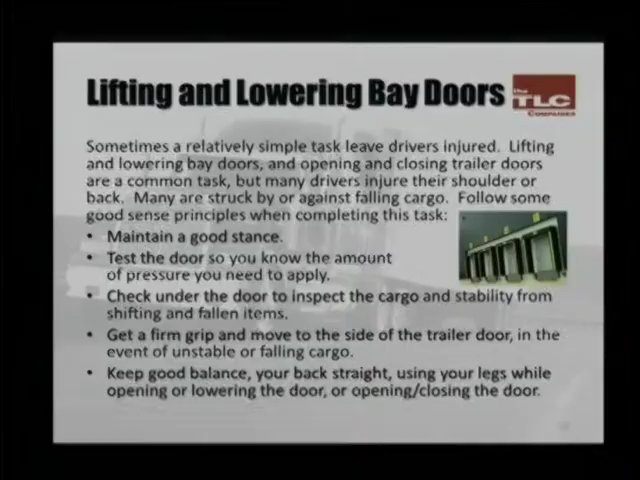 Lifting and Lowering Bay Doors
The
TLC
COMPANIES
Sometimes a relatively simple task leave drivers injured. Lifting
and lowering bay doors, and opening and closing trailer doors
are a common task, but many drivers injure their shoulder or
back. Many are struck by or against falling cargo. Follow some
good sense principles when completing this task:
• Maintain a good stance.
• Test the door so you know the amount
of pressure you need to apply.
• Check under the door to inspect the cargo and stability from
shifting and fallen items.
• Get a firm grip and move to the side of the trailer door, in the
event of unstable or falling cargo.
• Keep good balance, your back straight, using your legs while
opening or lowering the door, or opening/closing the door.